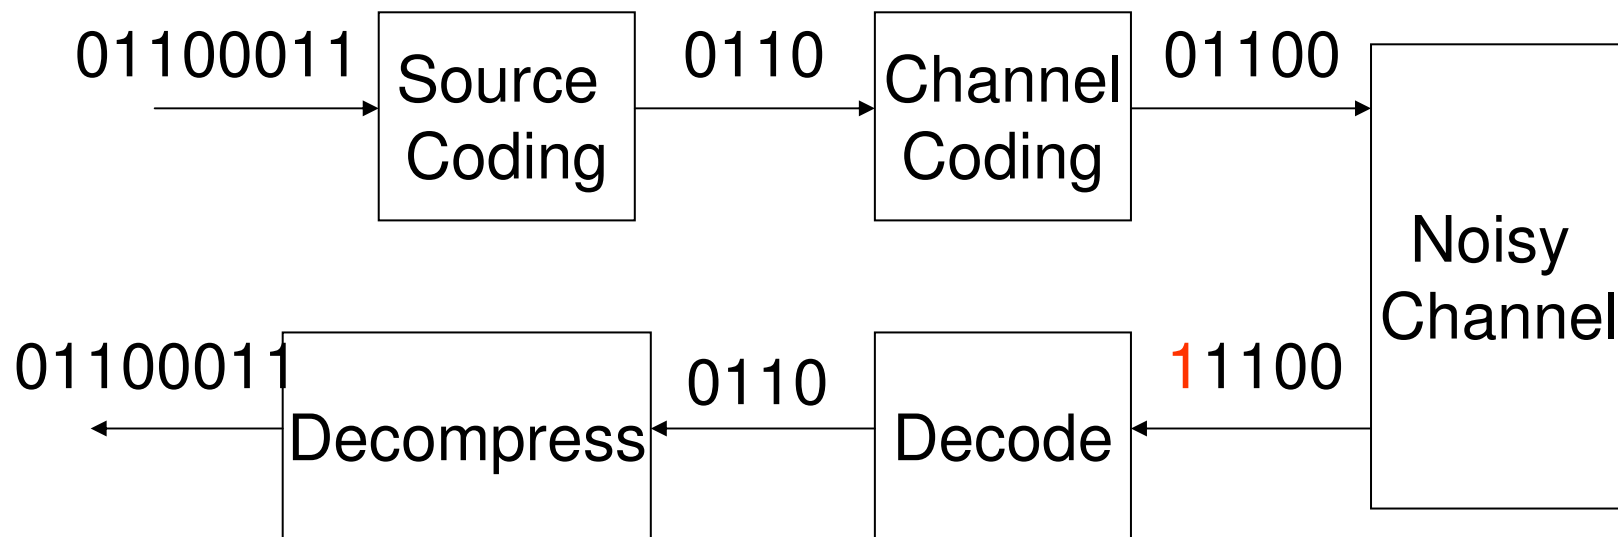 01100011
Source
Coding
0110
Channel
Coding
01100
Noisy
Channel
11100
Decode
0110
Decompress
01100011